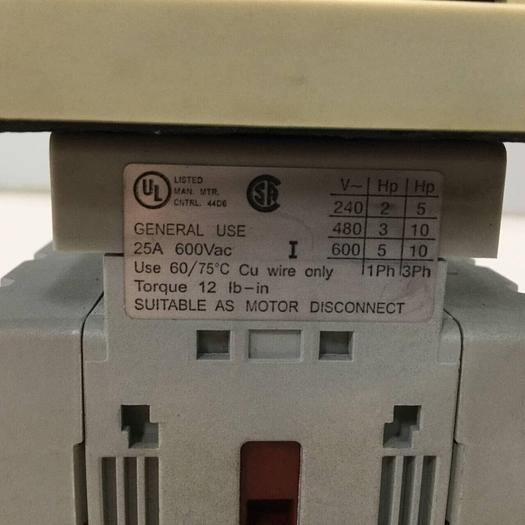 UL LISTED
MAN. MTR.
CNTRL. 44D6
SA
V~ Hp Hp
240 2 5
480 3 10
600 5 10
1Ph 3Ph
GENERAL USE
25A 600Vac I
Use 60/75°C Cu wire only
Torque 12 lb-in
SUITABLE AS MOTOR DISCONNECT